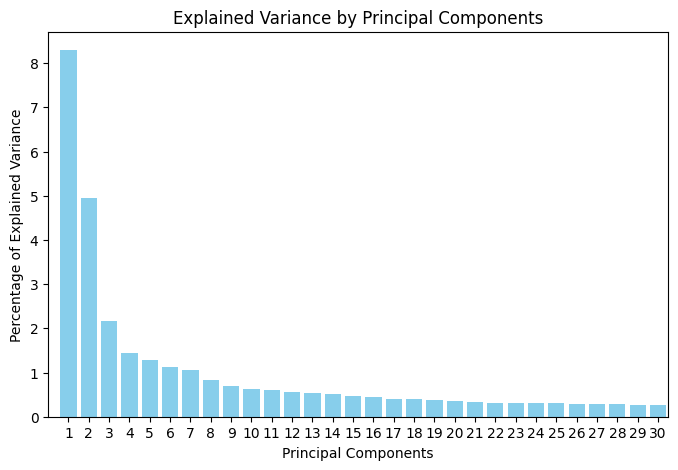 Explained Variance by Principal Components
Percentage of Explained Variance
8
7
6
5
4
3
2
1
0
1 2 3 4 5 6 7 8 9 10 11 12 13 14 15 16 17 18 19 20 21 22 23 24 25 26 27 28 29 30
Principal Components